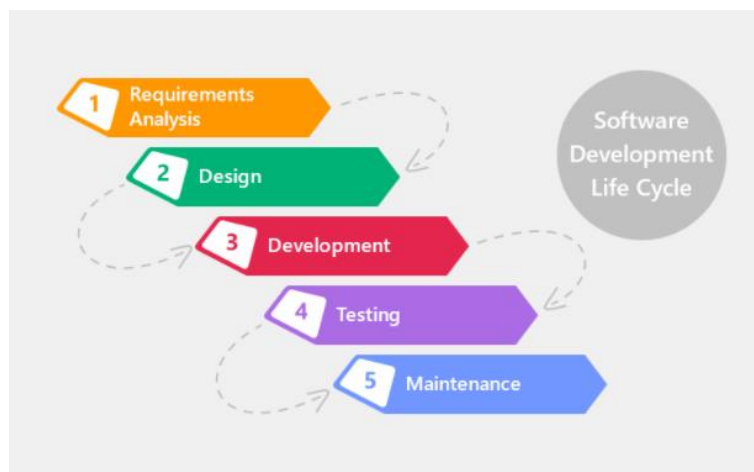 1
Requirements
Analysis
2
Design
3
Development
4
Testing
5
Maintenance
Software
Development
Life Cycle